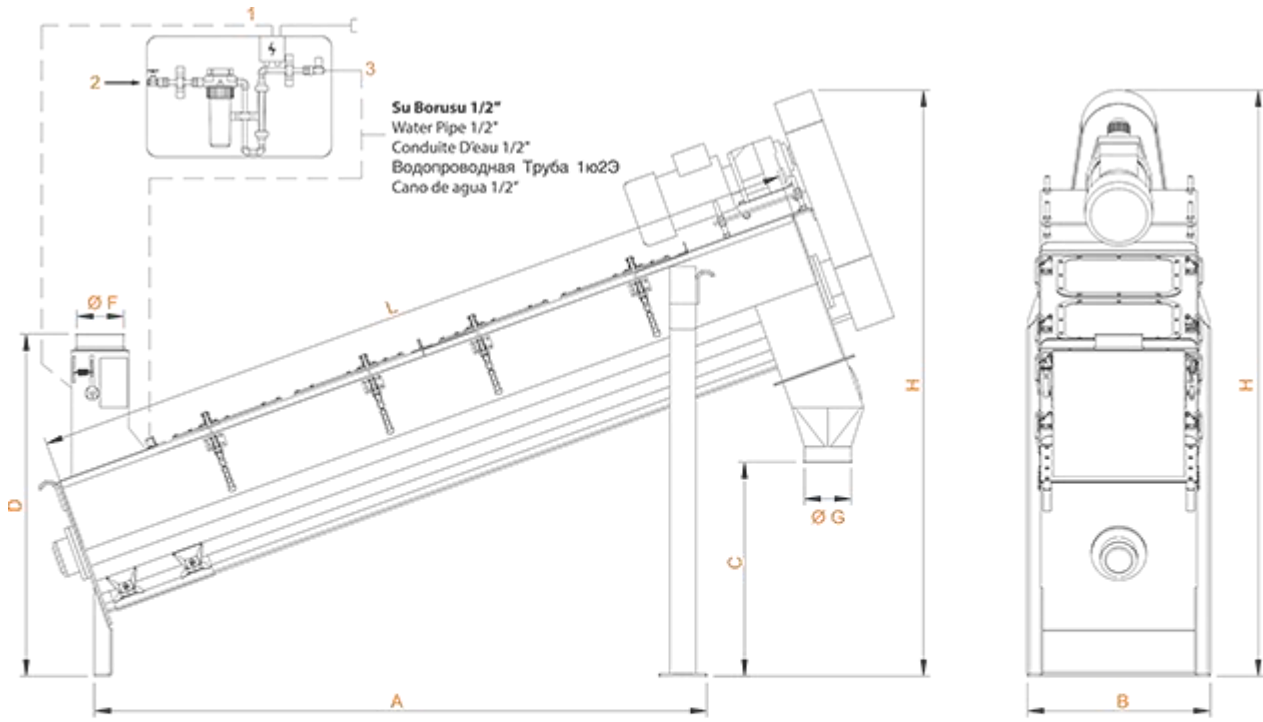 1
2
3
Su Borusu 1/2"
Water Pipe 1/2"
Conduite D'eau 1/2"
Водопроводная Труба 1ю2Э
Cano de agua 1/2"
Ø F
L
H
H
D
Ø G
C
A
B